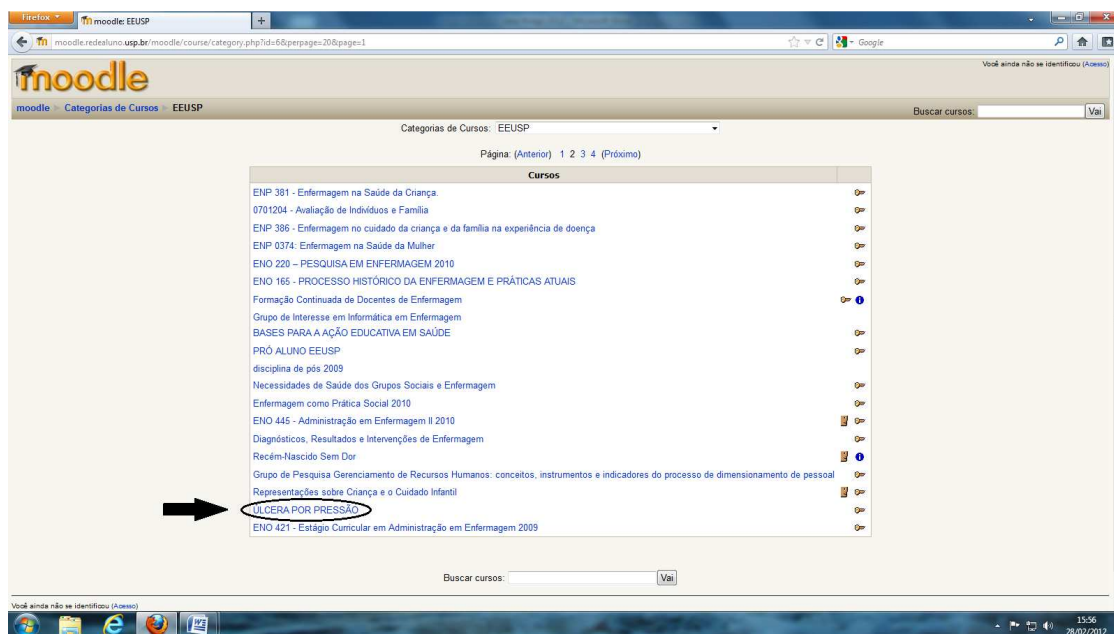 Firefox
moodle: EEUSP
moodle.redealuno.usp.br/moodle/course/category.php?id=6&perpage=20&page=1
Google
moodle
Você ainda não se identificou (Acesso)
moodle ► Categorias de Cursos ► EEUSP
Buscar cursos: Vai
Categorias de Cursos: EEUSP
Página: (Anterior) 1 2 3 4 (Próximo)
Cursos
ENP 381 - Enfermagem na Saúde da Criança.
0701204 - Avaliação de Indivíduos e Família
ENP 386 - Enfermagem no cuidado da criança e da família na experiência de doença
ENP 0374: Enfermagem na Saúde da Mulher
ENO 220 – PESQUISA EM ENFERMAGEM 2010
ENO 165 - PROCESSO HISTÓRICO DA ENFERMAGEM E PRÁTICAS ATUAIS
Formação Continuada de Docentes de Enfermagem
Grupo de Interesse em Informática em Enfermagem
BASES PARA A AÇÃO EDUCATIVA EM SAÚDE
PRÓ ALUNO EEUSP
disciplina de pós 2009
Necessidades de Saúde dos Grupos Sociais e Enfermagem
Enfermagem como Prática Social 2010
ENO 445 - Administração em Enfermagem II 2010
Diagnósticos, Resultados e Intervenções de Enfermagem
Recém-Nascido Sem Dor
Grupo de Pesquisa Gerenciamento de Recursos Humanos: conceitos, instrumentos e indicadores do processo de dimensionamento de pessoal
Representações sobre Criança e o Cuidado Infantil
ÚLCERA POR PRESSÃO
ENO 421 - Estágio Curricular em Administração em Enfermagem 2009
Buscar cursos: Vai
Você ainda não se identificou (Acesso)
15:56
28/02/2012